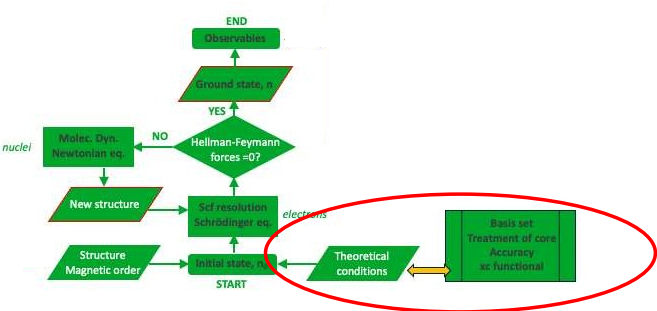 END
Observables
Ground state, n
YES
Hellman-Feymann
forces =0?
NO
Molec. Dyn.
Newtonian eq.
nuclei
New structure
Scf resolution
Schrödinger eq.
electrons
Basis set
Treatment of core
Accuracy
xc functional
Structure
Magnetic order
Initial state, n₀
Theoretical
conditions
START